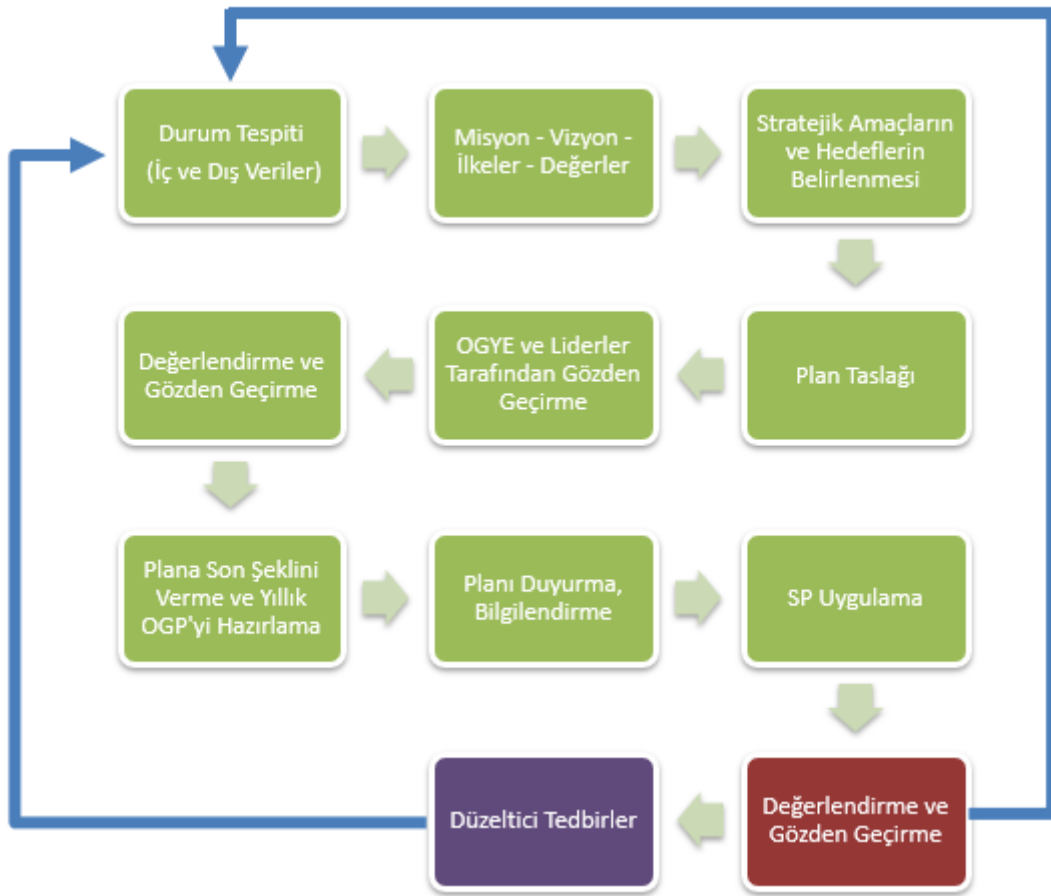 Durum Tespiti
(İç ve Dış Veriler)
Misyon - Vizyon -
İlkeler - Değerler
Stratejik Amaçların
ve Hedeflerin
Belirlenmesi
Değerlendirme ve
Gözden Geçirme
OGYE ve Liderler
Tarafından Gözden
Geçirme
Plan Taslağı
Plana Son Şeklini
Verme ve Yıllık
OGP'yi Hazırlama
Planı Duyurma,
Bilgilendirme
SP Uygulama
Düzeltici Tedbirler
Değerlendirme ve
Gözden Geçirme